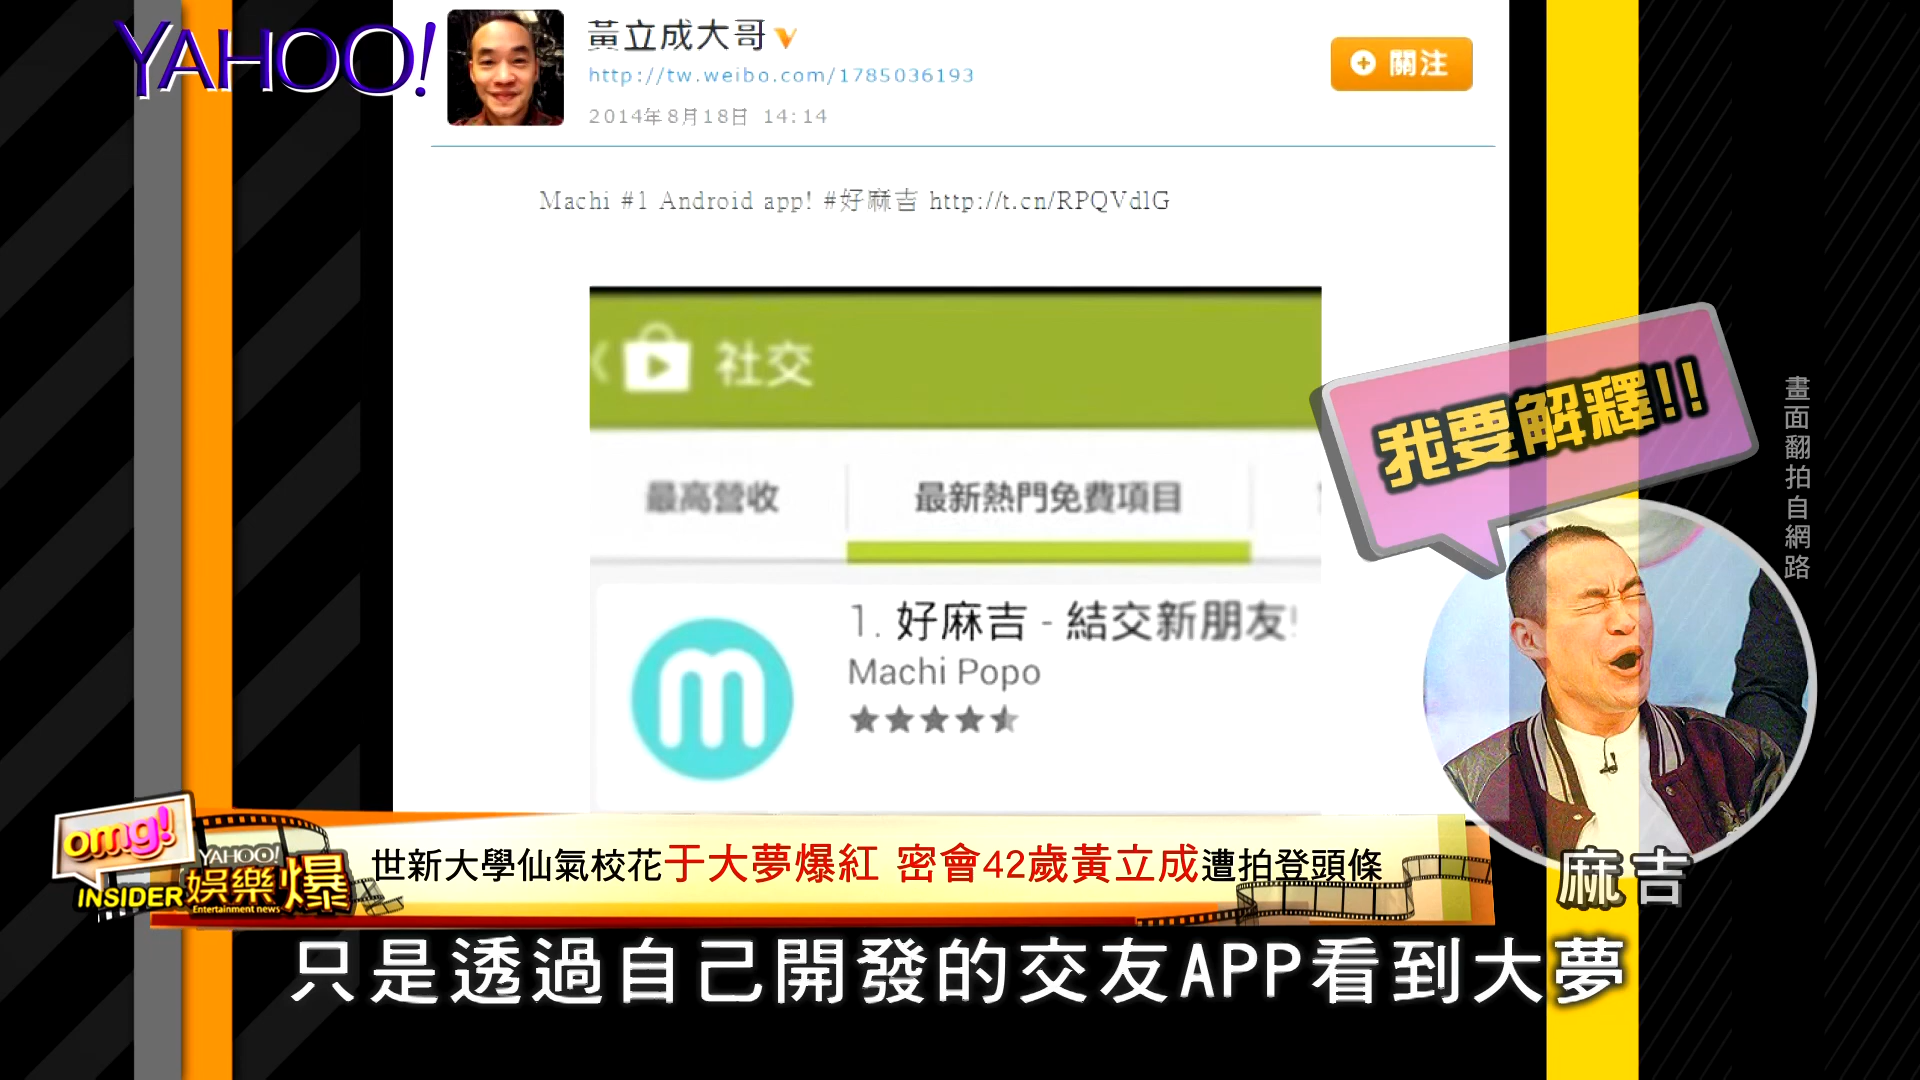 YAHOO!
黃立成大哥
http://tw.weibo.com/1785036193
2014年8月18日 14:14
關注
Machi #1 Android app! #好麻吉 http://t.cn/RPQVdlG
社交
最高營收
最新熱門免費項目
1. 好麻吉 - 結交新朋友!
Machi Popo
我要解釋!!
畫面翻拍自網路
麻吉
omg!
INSIDER
YAHOO!
娛樂爆
Entertainment news
世新大學仙氣校花于大夢爆紅 密會42歲黃立成遭拍登頭條
只是透過自己開發的交友APP看到大夢